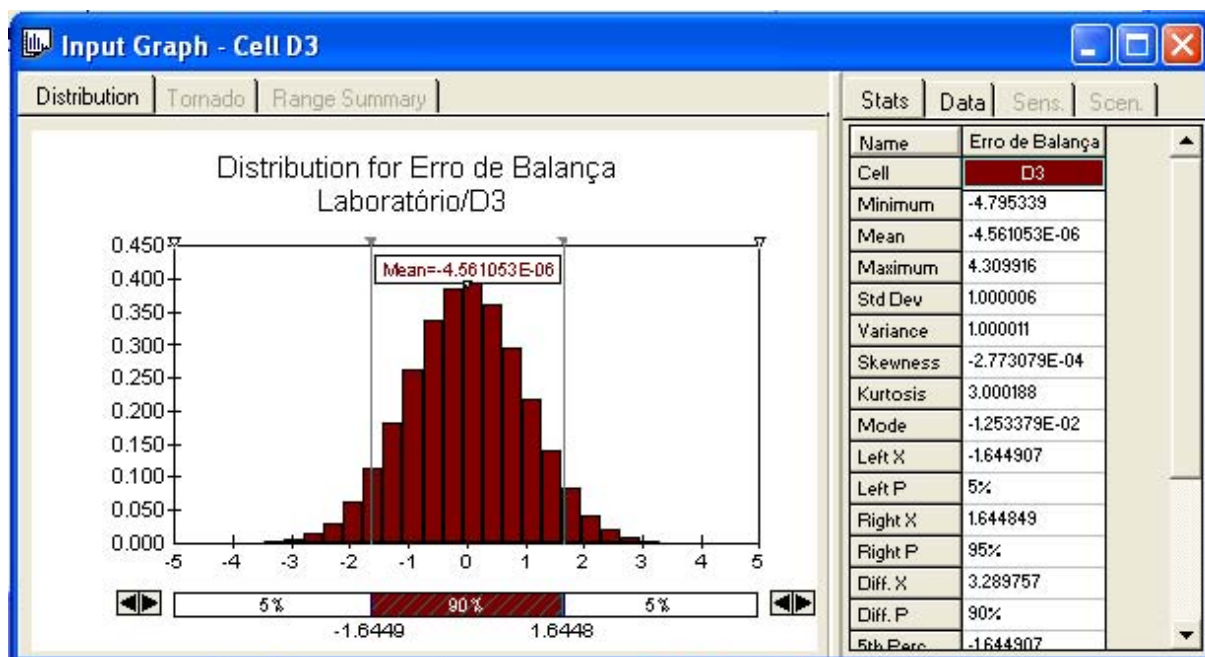 Input Graph - Cell D3
Distribution Tornado Range Summary
Distribution for Erro de Balança
Laboratório/D3
Mean=-4.561053E-06
0.450
0.400
0.350
0.300
0.250
0.200
0.150
0.100
0.050
0.000
-5 -4 -3 -2 -1 0 1 2 3 4 5
5% 90% 5%
-1.6449 1.6448
Stats Data Sens. Scen.
Name Erro de Balança
Cell D3
Minimum -4.795339
Mean -4.561053E-06
Maximum 4.309916
Std Dev 1.000006
Variance 1.000011
Skewness -2.773079E-04
Kurtosis 3.000188
Mode -1.253379E-02
Left X -1.644907
Left P 5%
Right X 1.644849
Right P 95%
Diff. X 3.289757
Diff. P 90%
5th Perc. -1.644907